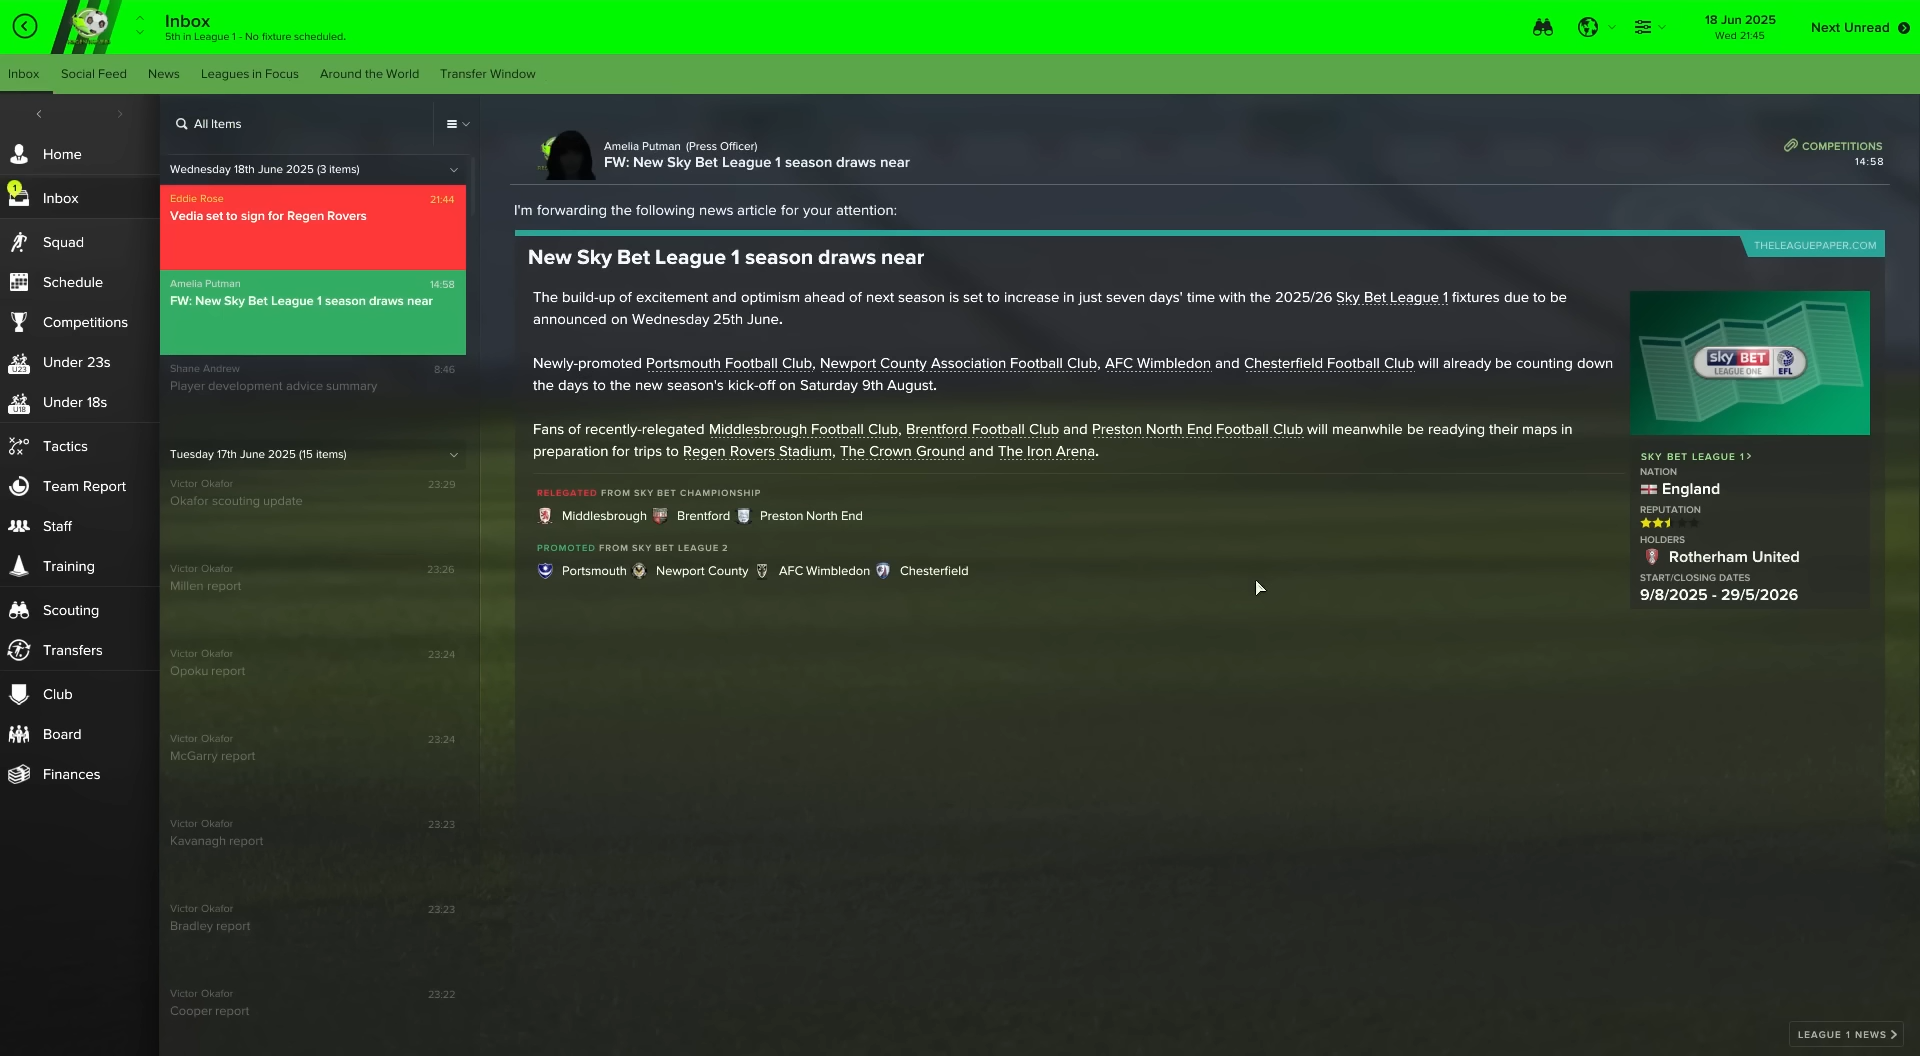 Inbox
5th in League 1 - No fixture scheduled.
18 Jun 2025
Wed 21:45
Next Unread
Inbox
Social Feed
News
Leagues in Focus
Around the World
Transfer Window
Home
1
Inbox
Squad
Schedule
Competitions
U23
Under 23s
U18
Under 18s
Tactics
Team Report
Staff
Training
Scouting
Transfers
Club
Board
Finances
All Items
Wednesday 18th June 2025 (3 items)
Eddie Rose 21:44
Vedia set to sign for Regen Rovers
Amelia Putman 14:58
FW: New Sky Bet League 1 season draws near
Shane Andrew 8:46
Player development advice summary
Tuesday 17th June 2025 (15 items)
Victor Okafor 23:29
Okafor scouting update
Victor Okafor 23:26
Millen report
Victor Okafor 23:24
Opoku report
Victor Okafor 23:24
McGarry report
Victor Okafor 23:23
Kavanagh report
Victor Okafor 23:23
Bradley report
Victor Okafor 23:22
Cooper report
Amelia Putman (Press Officer)
FW: New Sky Bet League 1 season draws near
COMPETITIONS
14:58
I'm forwarding the following news article for your attention:
THELEAGUEPAPER.COM
New Sky Bet League 1 season draws near
The build-up of excitement and optimism ahead of next season is set to increase in just seven days' time with the 2025/26 Sky Bet League 1 fixtures due to be
announced on Wednesday 25th June.
Newly-promoted Portsmouth Football Club, Newport County Association Football Club, AFC Wimbledon and Chesterfield Football Club will already be counting down
the days to the new season's kick-off on Saturday 9th August.
Fans of recently-relegated Middlesbrough Football Club, Brentford Football Club and Preston North End Football Club will meanwhile be readying their maps in
preparation for trips to Regen Rovers Stadium, The Crown Ground and The Iron Arena.
RELEGATED FROM SKY BET CHAMPIONSHIP
Middlesbrough Brentford Preston North End
PROMOTED FROM SKY BET LEAGUE 2
Portsmouth Newport County AFC Wimbledon Chesterfield
sky BET
LEAGUE ONE
EFL
SKY BET LEAGUE 1>
NATION
England
REPUTATION
HOLDERS
Rotherham United
START/CLOSING DATES
9/8/2025 - 29/5/2026
LEAGUE 1 NEWS >